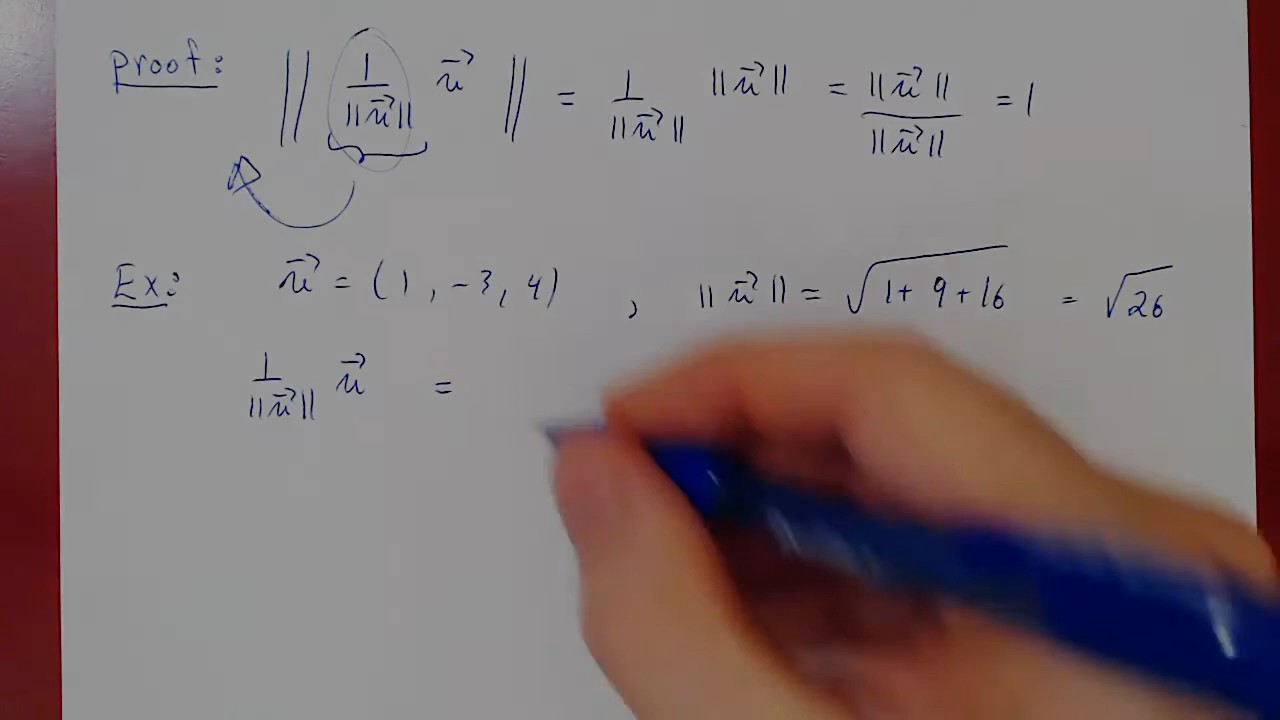 Proof: || 1/||u⃗|| u⃗ || = 1/||u⃗|| ||u⃗|| = ||u⃗||/||u⃗|| = 1
Ex: u⃗ = (1, -3, 4) , ||u⃗|| = √(1+9+16) = √26
1/||u⃗|| u⃗ =